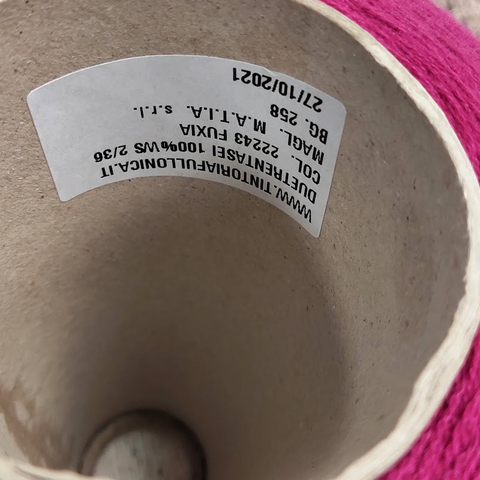 WWW.TINTORIAFULLONICA.IT
DUETRENTASEI 100%WS 2/36
COL. 22243 FUXIA
MAGL. M.A.T.I.A. s.r.l.
BG. 258
27/10/2021